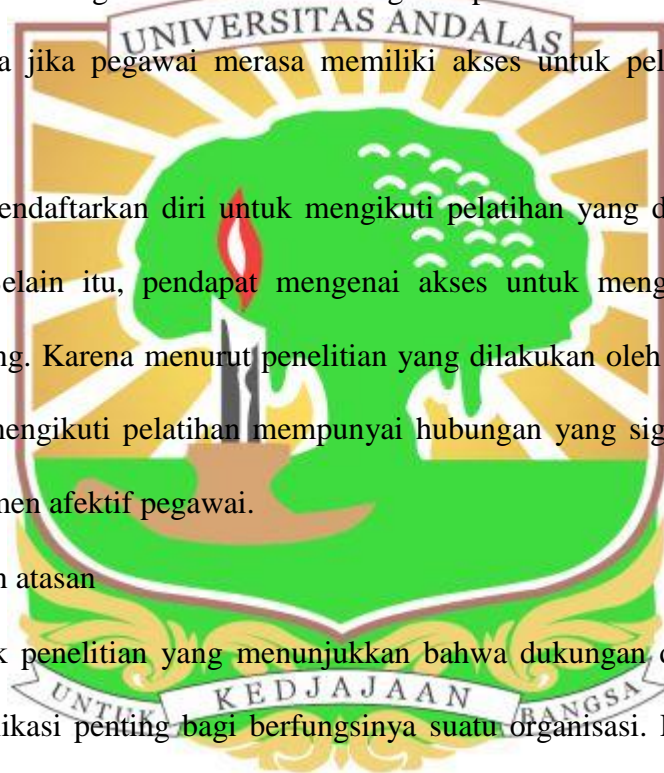 UNIVERSITAS ANDALAS
a jika pegawai merasa memiliki akses untuk pel
endaftarkan diri untuk mengikuti pelatihan yang d
elain itu, pendapat mengenai akses untuk meng
ng. Karena menurut penelitian yang dilakukan oleh
mengikuti pelatihan mempunyai hubungan yang sig
men afektif pegawai.
n atasan
k penelitian yang menunjukkan bahwa dukungan d
UNTUK KEDJAJAAN BANGSA
likasi penting bagi berfungsinya suatu organisasi.